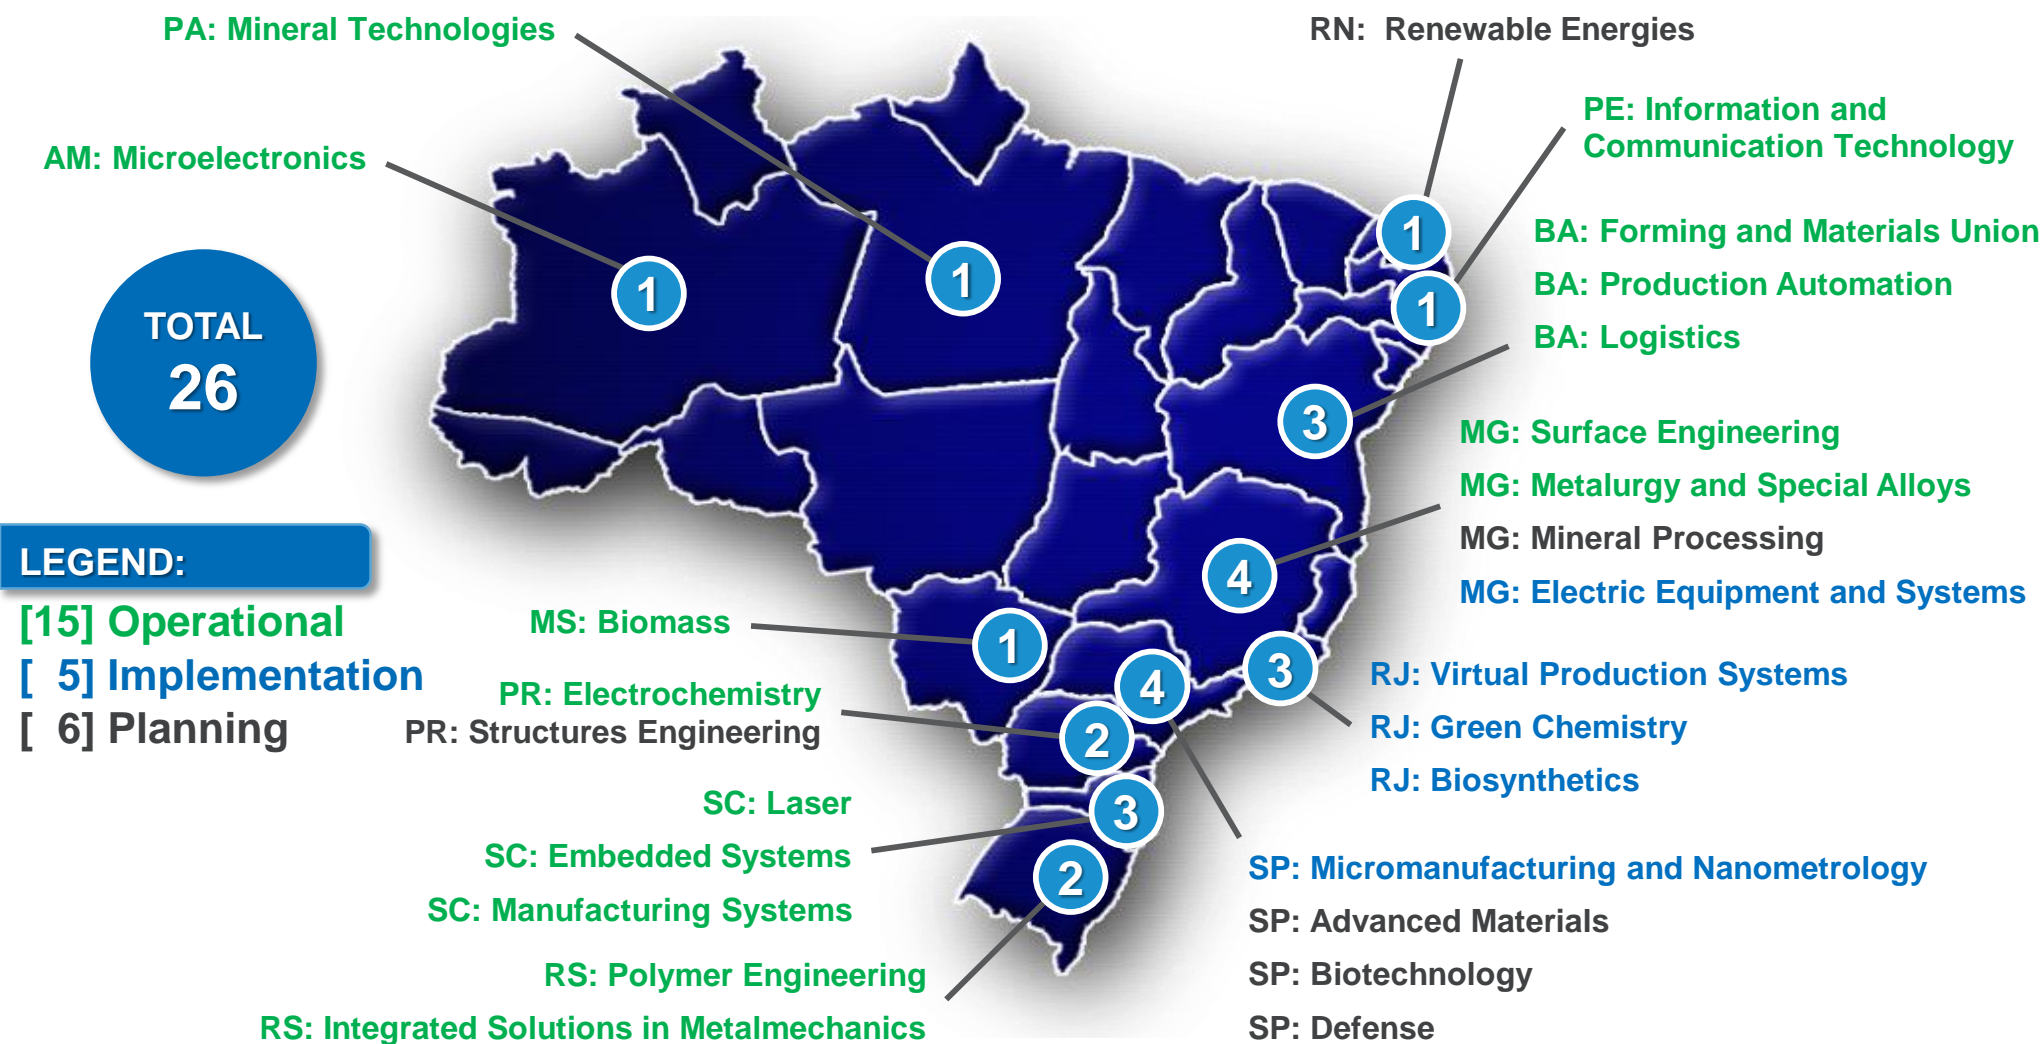 PA: Mineral Technologies
RN: Renewable Energies
PE: Information and
Communication Technology
AM: Microelectronics
BA: Forming and Materials Union
BA: Production Automation
BA: Logistics
TOTAL
26
1
1
1
1
3
4
1
4
3
2
3
2
MG: Surface Engineering
MG: Metalurgy and Special Alloys
MG: Mineral Processing
MG: Electric Equipment and Systems
LEGEND:
[15] Operational
[ 5] Implementation
[ 6] Planning
MS: Biomass
PR: Electrochemistry
PR: Structures Engineering
RJ: Virtual Production Systems
RJ: Green Chemistry
RJ: Biosynthetics
SC: Laser
SC: Embedded Systems
SC: Manufacturing Systems
SP: Micromanufacturing and Nanometrology
SP: Advanced Materials
SP: Biotechnology
SP: Defense
RS: Polymer Engineering
RS: Integrated Solutions in Metalmechanics